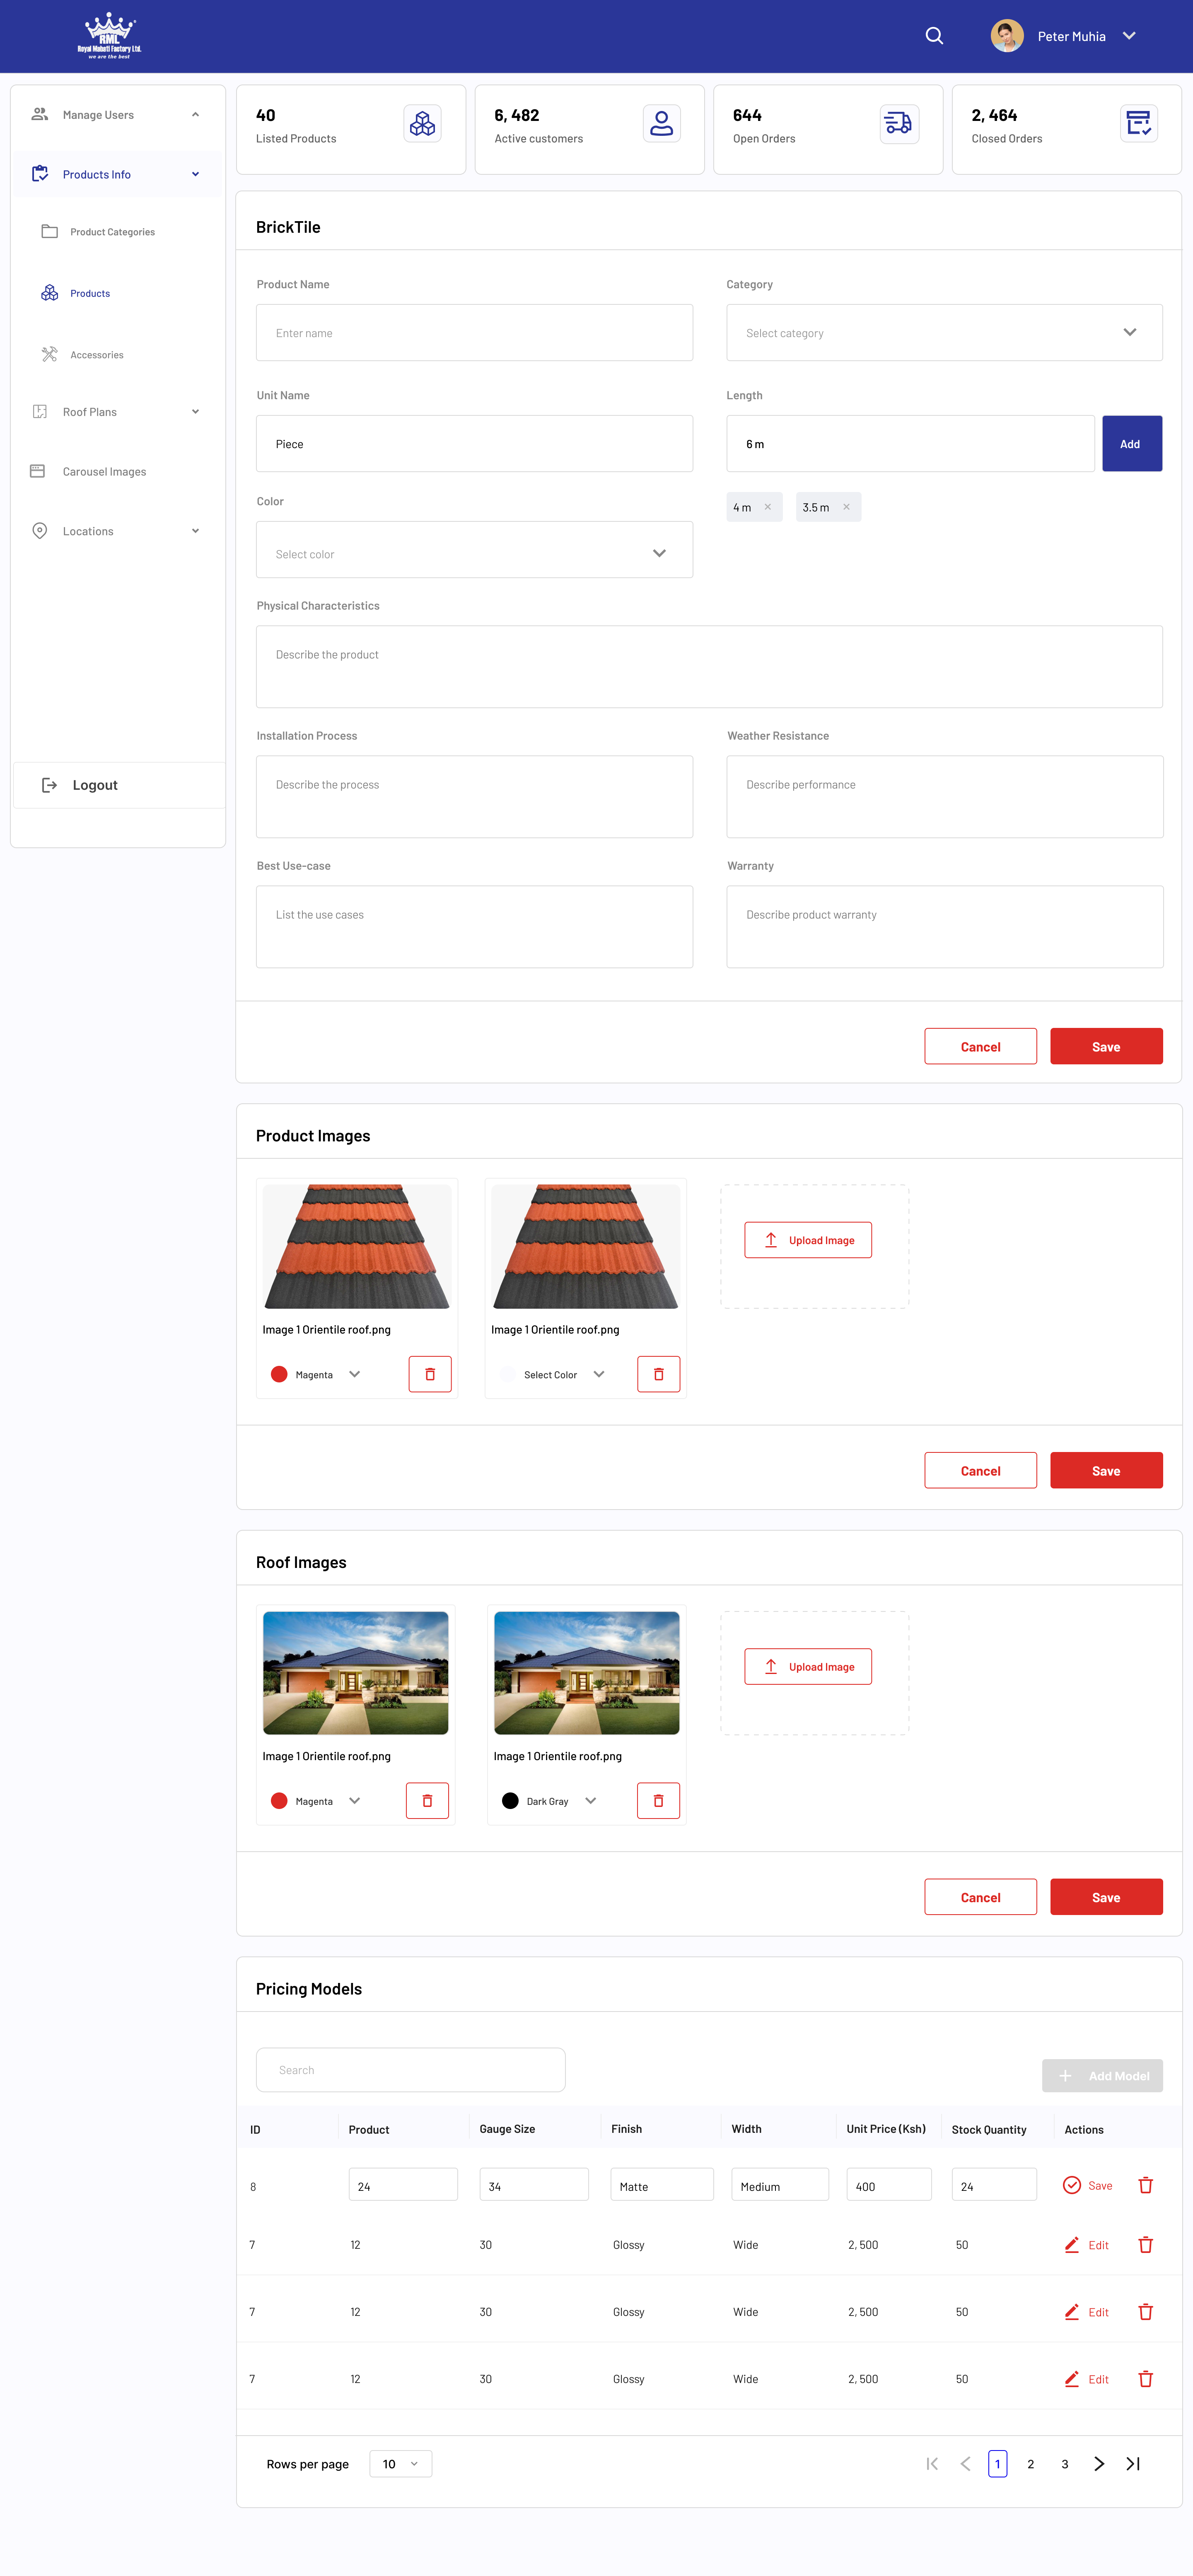 RML
Royal Mabati Factory Ltd.
we are the best
Peter Muhia
Manage Users
Products Info
Product Categories
Products
Accessories
Roof Plans
Carousel Images
Locations
Logout
40
Listed Products
6, 482
Active customers
644
Open Orders
2, 464
Closed Orders
BrickTile
Product Name
Category
Enter name
Select category
Unit Name
Length
Piece
6 m
Add
4 m
3.5 m
Color
Select color
Physical Characteristics
Describe the product
Installation Process
Weather Resistance
Describe the process
Describe performance
Best Use-case
Warranty
List the use cases
Describe product warranty
Cancel
Save
Product Images
Upload Image
Image 1 Orientile roof.png
Image 1 Orientile roof.png
Magenta
Select Color
Cancel
Save
Roof Images
Upload Image
Image 1 Orientile roof.png
Image 1 Orientile roof.png
Magenta
Dark Gray
Cancel
Save
Pricing Models
Search
Add Model
ID Product Gauge Size Finish Width Unit Price (Ksh) Stock Quantity Actions
8 24 34 Matte Medium 400 24 Save
7 12 30 Glossy Wide 2, 500 50 Edit
7 12 30 Glossy Wide 2, 500 50 Edit
7 12 30 Glossy Wide 2, 500 50 Edit
Rows per page 10 1 2 3